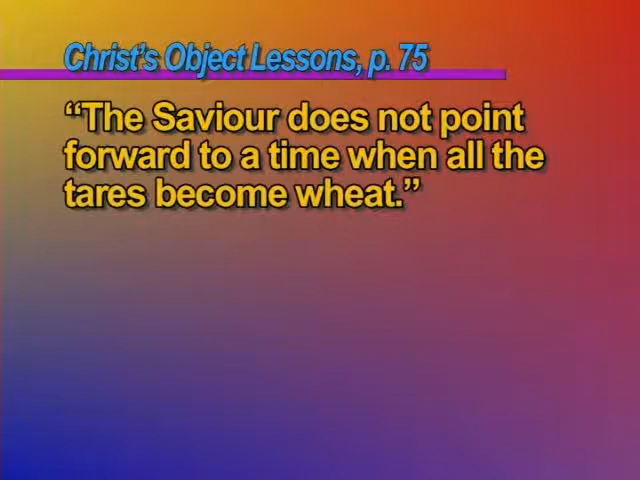 Christ's Object Lessons, p. 75
“The Saviour does not point
forward to a time when all the
tares become wheat.”